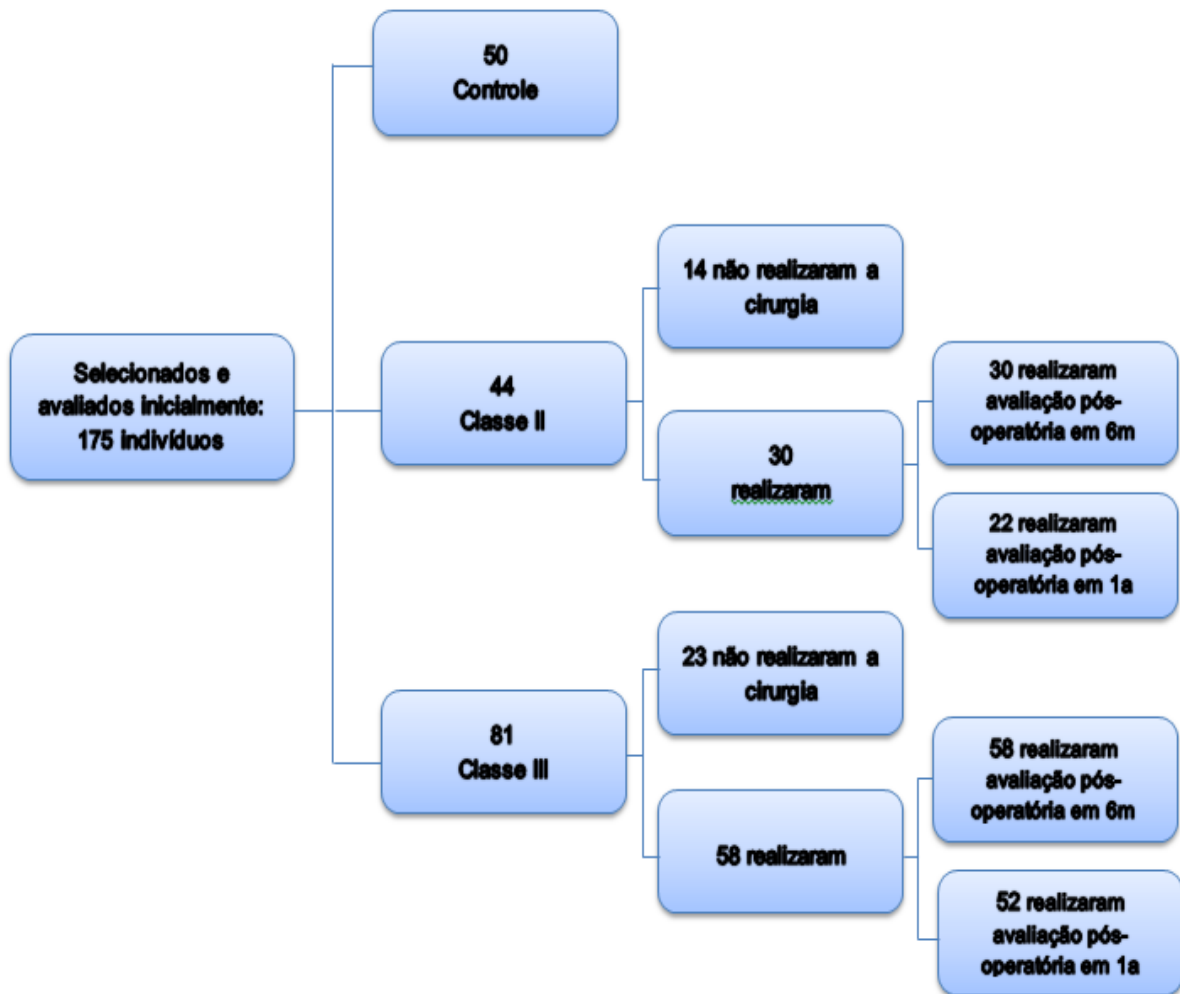 50
Controle
14 não realizaram a
cirurgia
Selecionados e
avaliados inicialmente:
175 indivíduos
44
Classe II
30
realizaram
30 realizaram
avaliação pós-
operatória em 6m
22 realizaram
avaliação pós-
operatória em 1a
23 não realizaram a
cirurgia
81
Classe III
58 realizaram
58 realizaram
avaliação pós-
operatória em 6m
52 realizaram
avaliação pós-
operatória em 1a